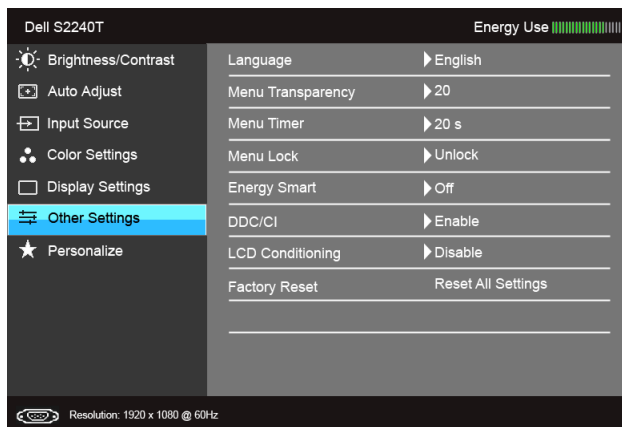 Dell S2240T
Energy Use
Brightness/Contrast
Auto Adjust
Input Source
Color Settings
Display Settings
Other Settings
Personalize
Language English
Menu Transparency 20
Menu Timer 20 s
Menu Lock Unlock
Energy Smart Off
DDC/CI Enable
LCD Conditioning Disable
Factory Reset Reset All Settings
Resolution: 1920 x 1080 @ 60Hz